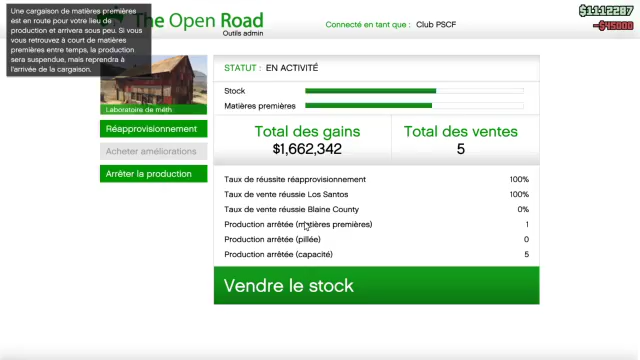 Une cargaison de matières premières
est en route pour votre lieu de
production et arrivera sous peu. Si vous
vous retrouvez à court de matières
premières entre temps, la production
sera suspendue, mais reprendra à
l'arrivée de la cargaison.
The Open Road
Outils admin
Connecté en tant que : Club PSCF
$1112287
-$45000
Laboratoire de méth
Réapprovisionnement
Acheter améliorations
Arrêter la production
STATUT : EN ACTIVITÉ
Stock
Matières premières
Total des gains
$1,662,342
Total des ventes
5
Taux de réussite réapprovisionnement 100%
Taux de vente réussie Los Santos 100%
Taux de vente réussie Blaine County 0%
Production arrêtée (matières premières) 1
Production arrêtée (pillée) 0
Production arrêtée (capacité) 5
Vendre le stock